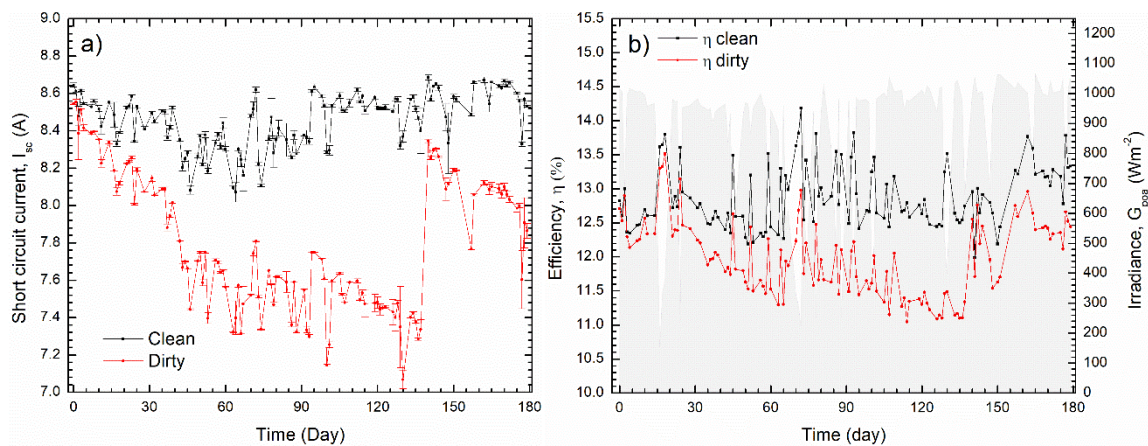 a)
9.0
8.8
8.6
8.4
8.2
8.0
7.8
7.6
7.4
7.2
7.0
Short circuit current, Isc (A)
Clean
Dirty
0 30 60 90 120 150 180
Time (Day)
b)
η clean
η dirty
15.5
15.0
14.5
14.0
13.5
13.0
12.5
12.0
11.5
11.0
10.5
10.0
Efficiency, η (%)
0 30 60 90 120 150 180
Time (day)
1200
1100
1000
900
800
700
600
500
400
300
200
100
0
Irradiance, Gpoa (Wm-2)